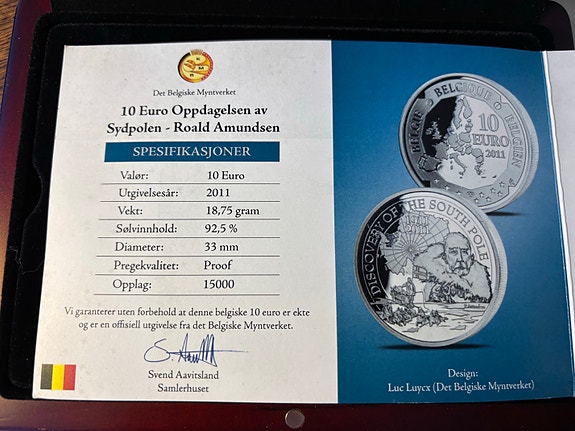 Det Belgiske Myntverket
10 Euro Oppdagelsen av
Sydpolen - Roald Amundsen
SPESIFIKASJONER
Valør: 10 Euro
Utgivelsesår: 2011
Vekt: 18,75 gram
Sølvinnhold: 92,5 %
Diameter: 33 mm
Pregekvalitet: Proof
Opplag: 15000
Vi garanterer uten forbehold at denne belgiske 10 euro er ekte
og er en offisiell utgivelse fra det Belgiske Myntverket.
Svend Aavitsland
Samlerhuset
BELGIË BELGIQUE BELGIEN
10
EURO
2011
DISCOVERY OF THE SOUTH POLE
1911
2011
Design:
Luc Luycx (Det Belgiske Myntverket)